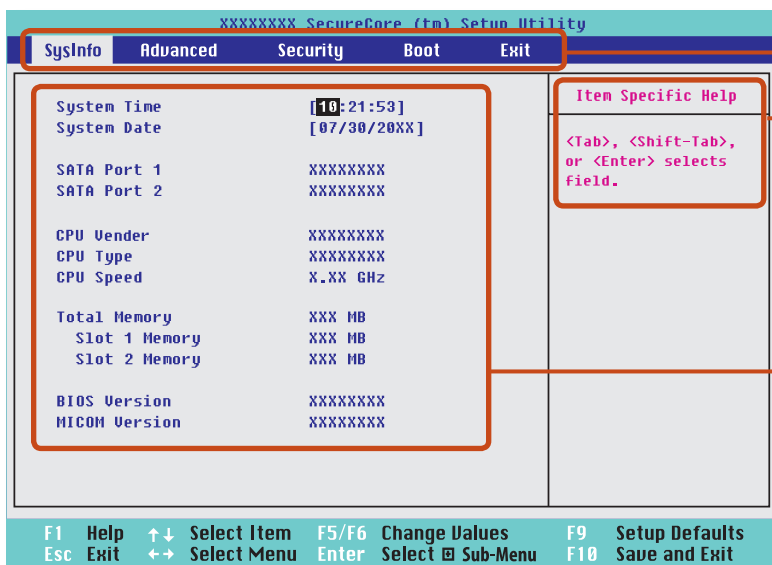 XXXXXXXX SecureCore (tm) Setup Utility
SysInfo Advanced Security Boot Exit
System Time [10:21:53]
System Date [07/30/20XX]
SATA Port 1 XXXXXXXX
SATA Port 2 XXXXXXXX
CPU Vender XXXXXXXX
CPU Type XXXXXXXX
CPU Speed X.XX GHz
Total Memory XXX MB
Slot 1 Memory XXX MB
Slot 2 Memory XXX MB
BIOS Version XXXXXXXX
MICOM Version XXXXXXXX
Item Specific Help
<Tab>, <Shift-Tab>,
or <Enter> selects
field.
F1 Help ↑↓ Select Item F5/F6 Change Values F9 Setup Defaults
Esc Exit ←→ Select Menu Enter Select ⊡ Sub-Menu F10 Save and Exit